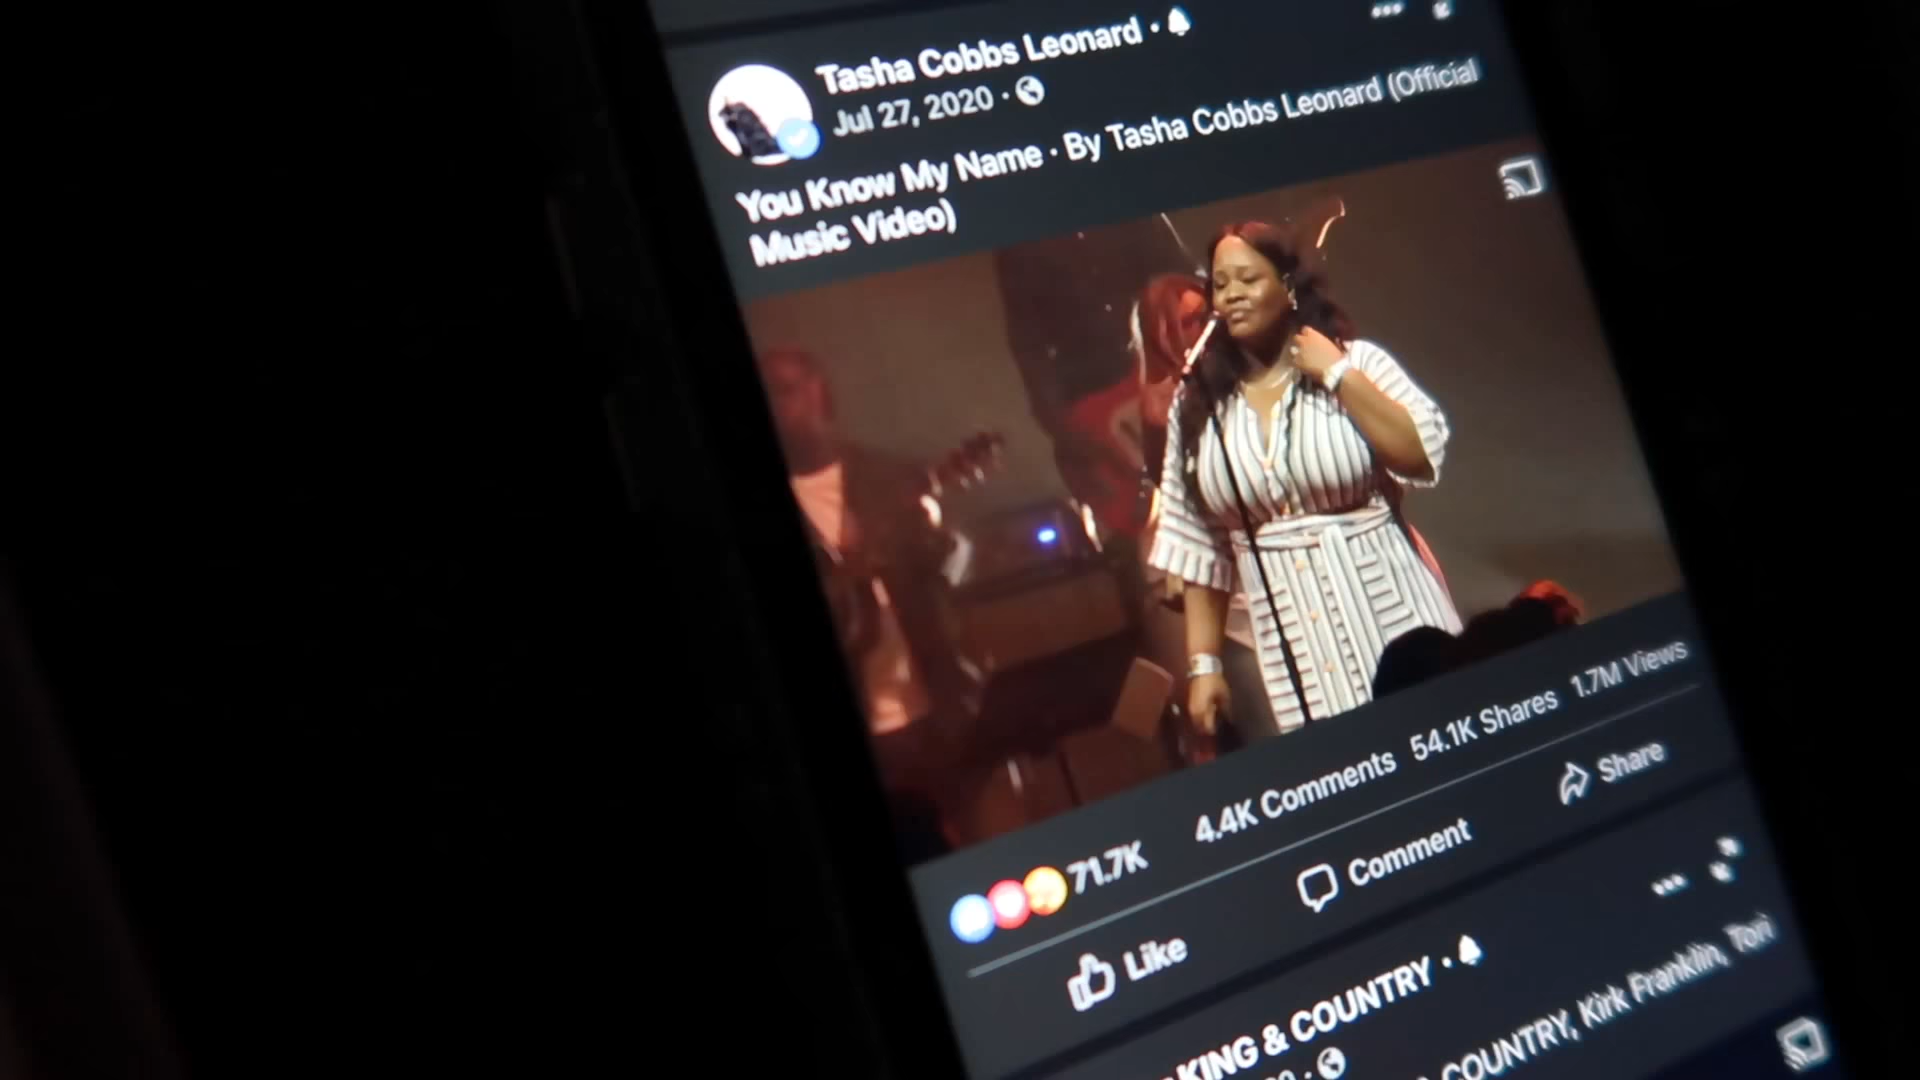 Tasha Cobbs Leonard ·
Jul 27, 2020 ·
You Know My Name · By Tasha Cobbs Leonard (Official
Music Video)
71.7K 4.4K Comments 54.1K Shares 1.7M Views
Like Comment Share
KING & COUNTRY ·
COUNTRY, Kirk Franklin, Tori